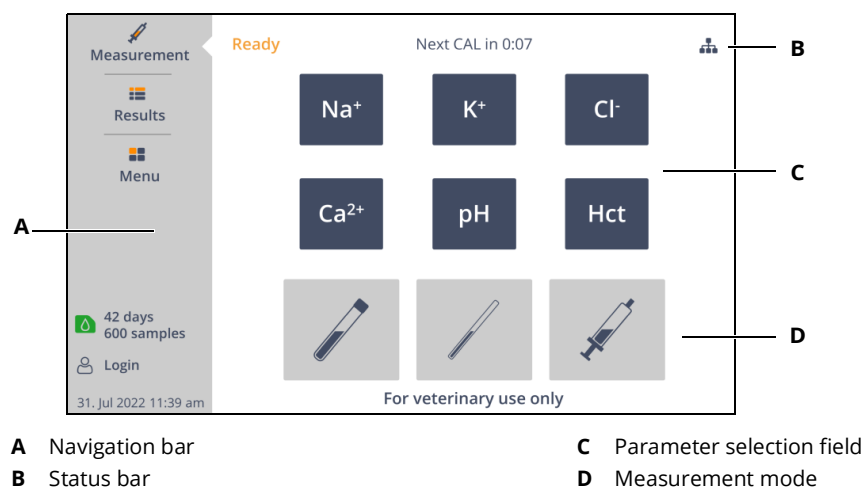 Measurement
Results
Menu
42 days
600 samples
Login
31. Jul 2022 11:39 am
Ready
Next CAL in 0:07
Na⁺
K⁺
Cl⁻
Ca²⁺
pH
Hct
For veterinary use only
A
B
C
D
A Navigation bar
B Status bar
C Parameter selection field
D Measurement mode